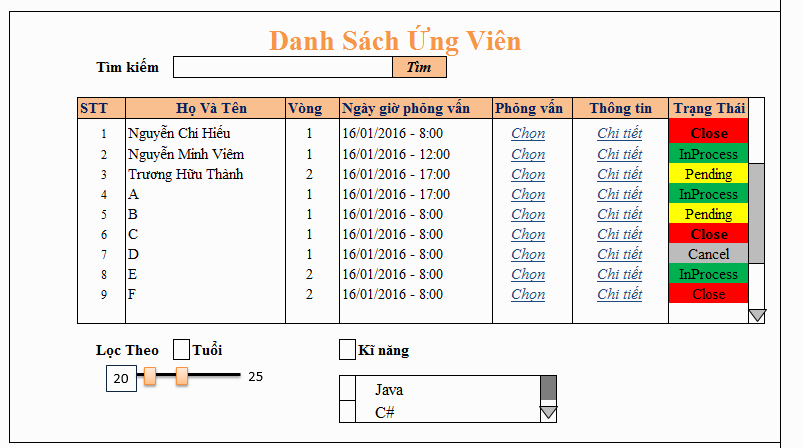 Danh Sách Ứng Viên
Tìm kiếm Tìm
STT Họ Và Tên Vòng Ngày giờ phỏng vấn Phỏng vấn Thông tin Trạng Thái
1 Nguyễn Chi Hiếu 1 16/01/2016 - 8:00 Chọn Chi tiết Close
2 Nguyễn Minh Viêm 1 16/01/2016 - 12:00 Chọn Chi tiết InProcess
3 Trương Hữu Thành 2 16/01/2016 - 17:00 Chọn Chi tiết Pending
4 A 1 16/01/2016 - 17:00 Chọn Chi tiết InProcess
5 B 1 16/01/2016 - 8:00 Chọn Chi tiết Pending
6 C 1 16/01/2016 - 8:00 Chọn Chi tiết Close
7 D 1 16/01/2016 - 8:00 Chọn Chi tiết Cancel
8 E 2 16/01/2016 - 8:00 Chọn Chi tiết InProcess
9 F 2 16/01/2016 - 8:00 Chọn Chi tiết Close
Lọc Theo Tuổi Kĩ năng
20 25
Java
C#